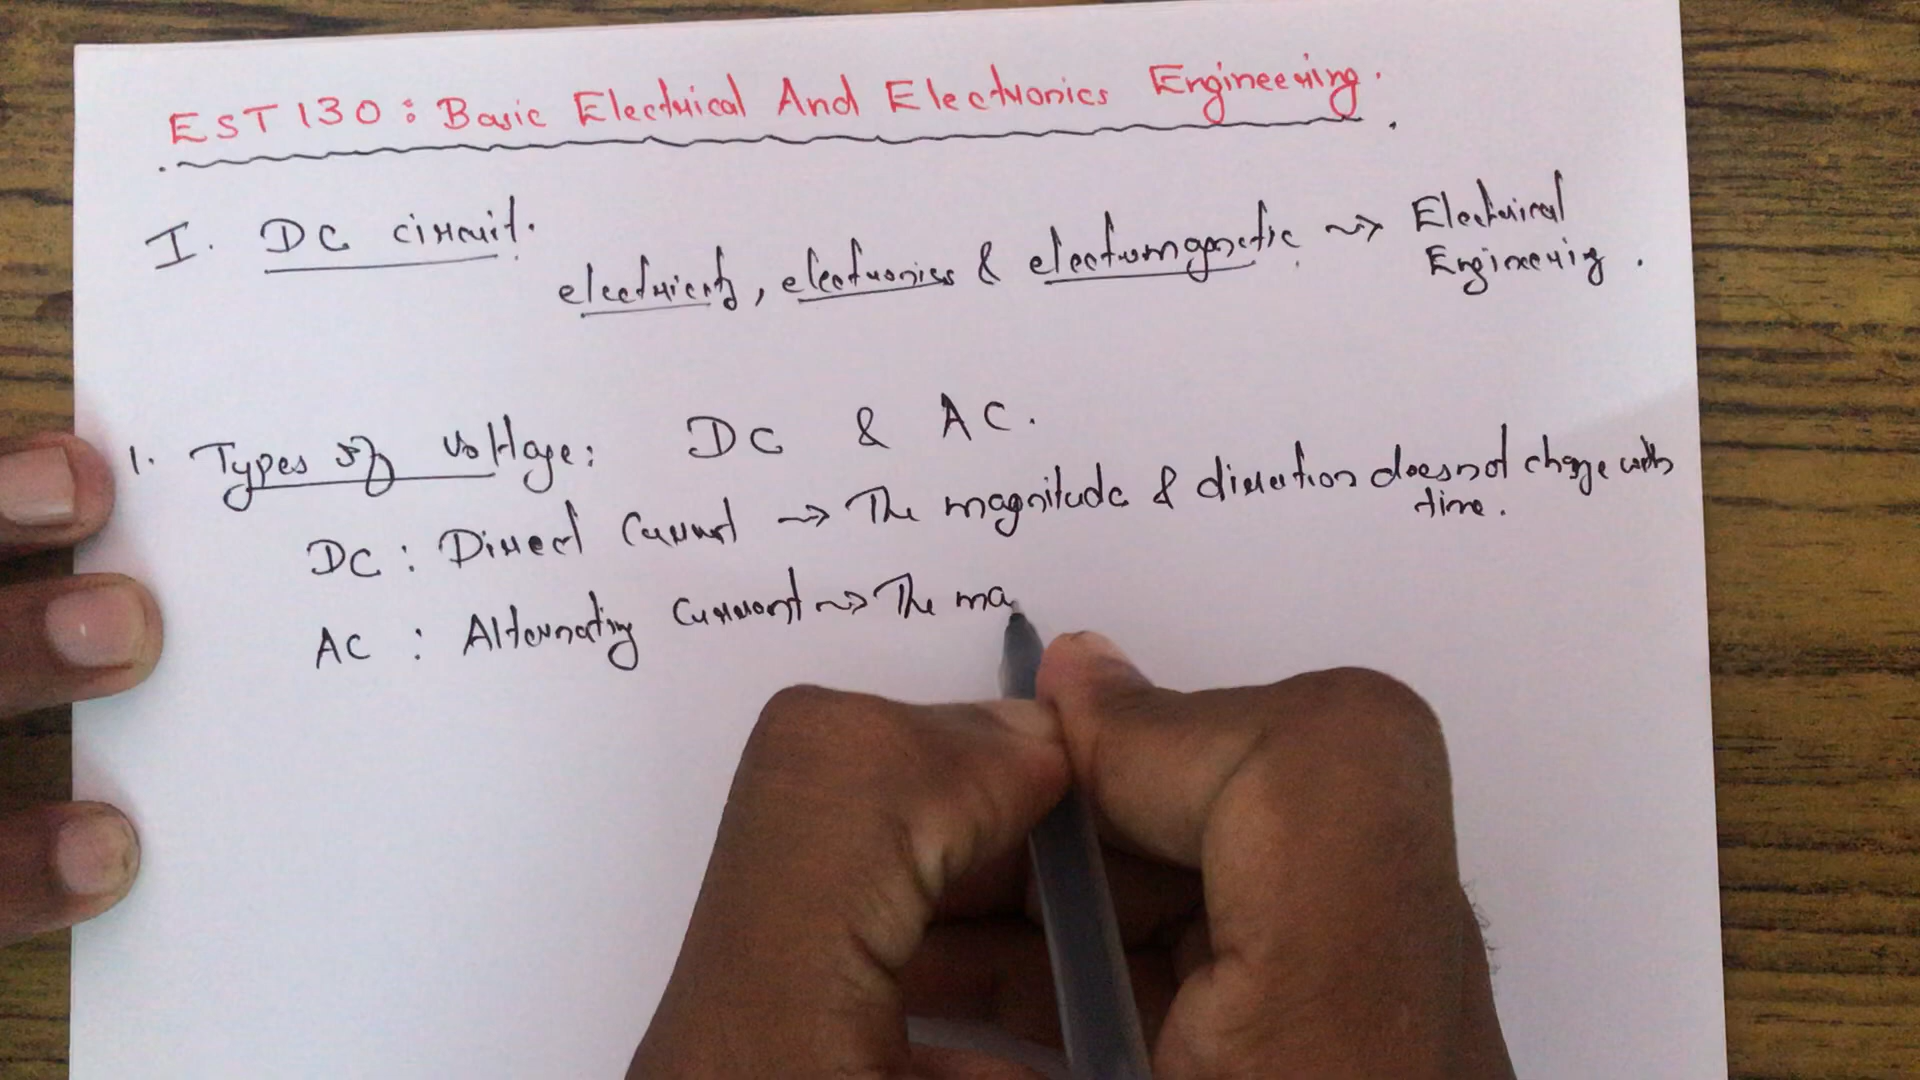 EST 130 : Basic Electrical And Electronics Engineering.
I. DC circuit.
electricity, electronics & electromagnetic ⇝ Electrical Engineering.
1. Types of voltage: DC & AC.
DC : Direct Current ⇝ The magnitude & direction does not change with time.
AC : Alternating Current ⇝ The ma